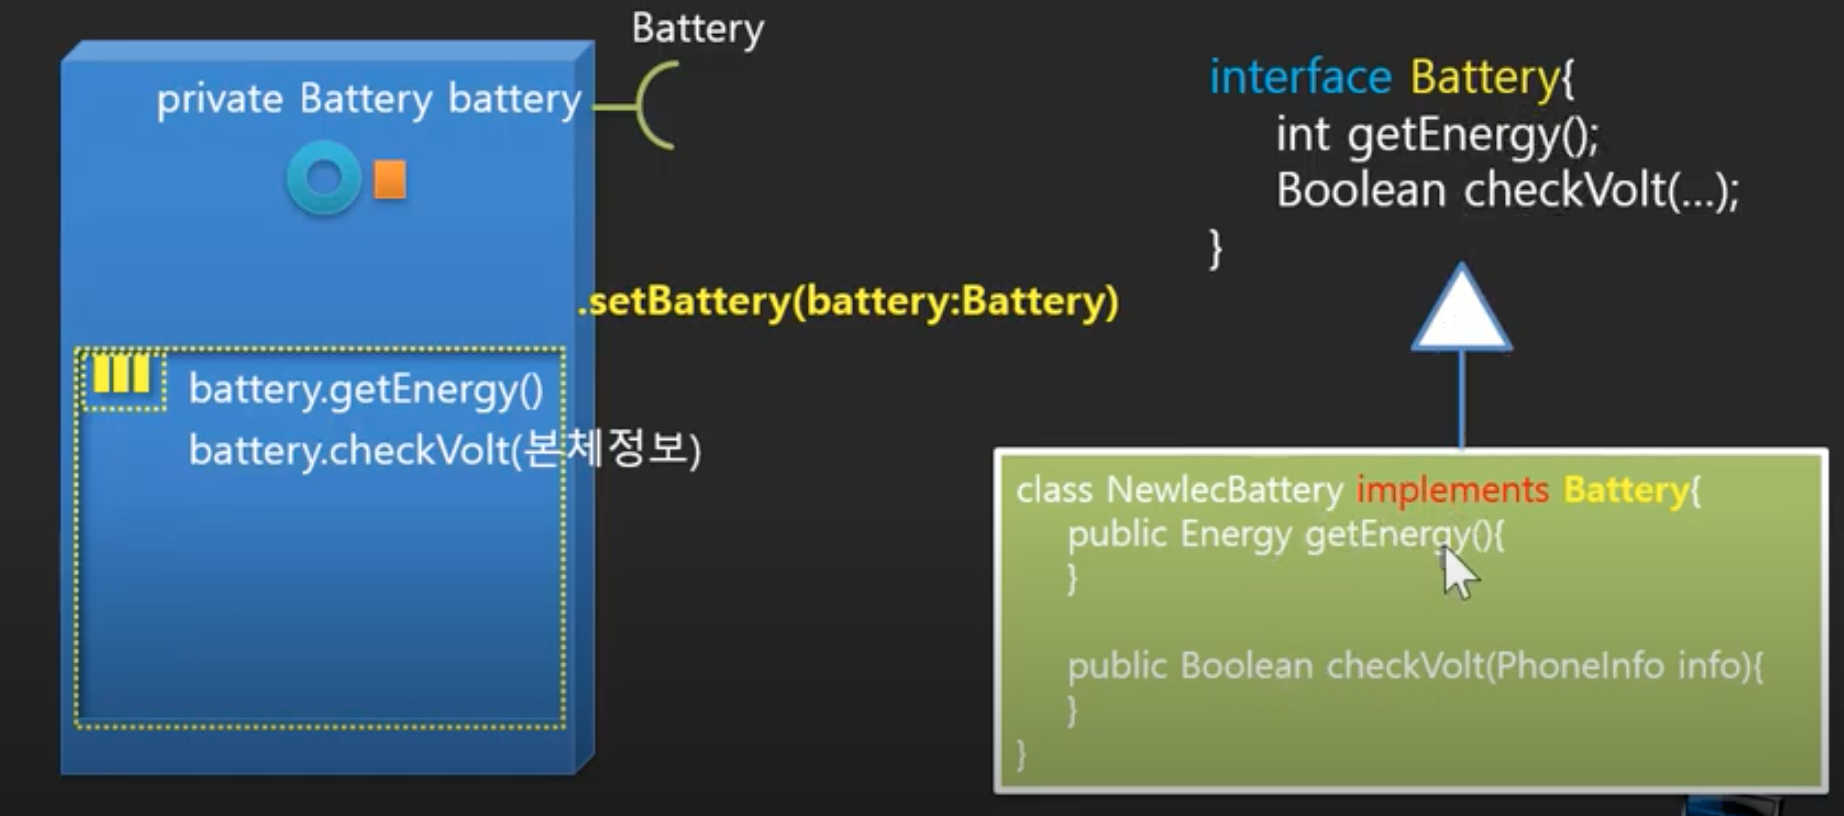 Battery
private Battery battery
.setBattery(battery:Battery)
battery.getEnergy()
battery.checkVolt(본체정보)
interface Battery{
int getEnergy();
Boolean checkVolt(...);
}
class NewlecBattery implements Battery{
public Energy getEnergy(){
}
public Boolean checkVolt(PhoneInfo info){
}
}